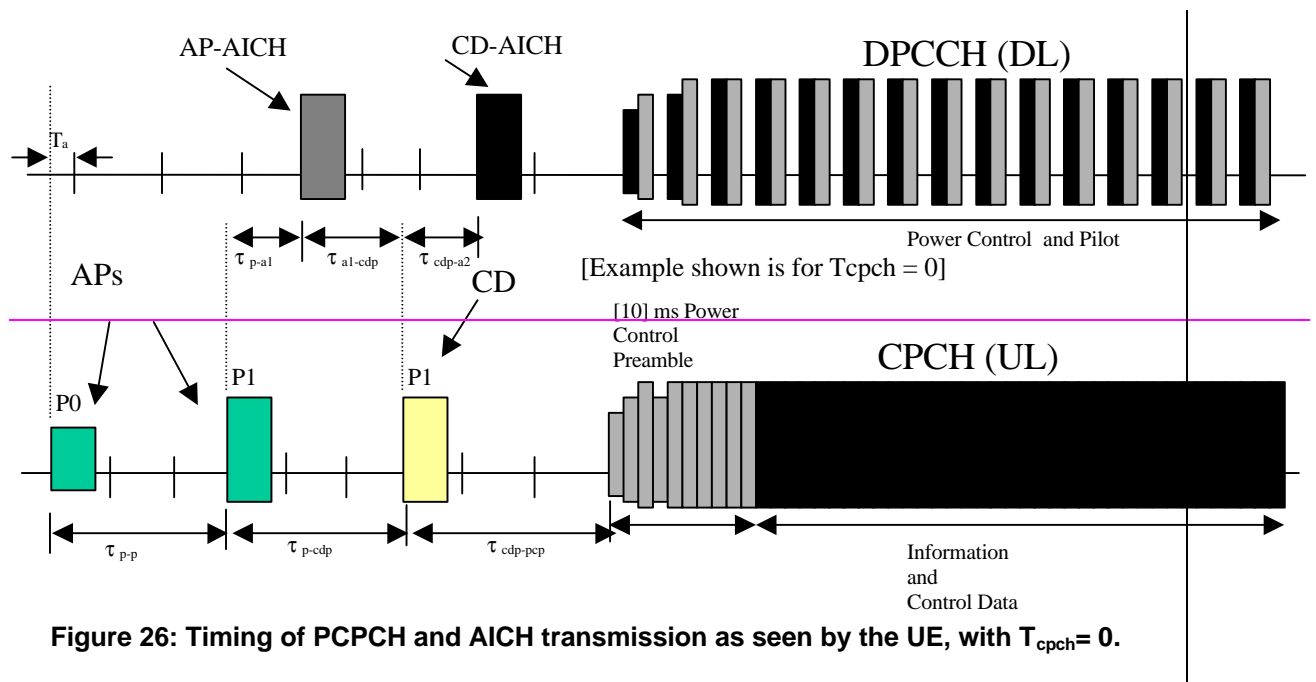 AP-AICH
CD-AICH
DPCCH (DL)
Ta
τ p-a1
τ a1-cdp
τ cdp-a2
Power Control and Pilot
[Example shown is for Tcpch = 0]
APs
CD
[10] ms Power
Control
Preamble
CPCH (UL)
P0
P1
P1
τ p-p
τ p-cdp
τ cdp-pcp
Information
and
Control Data
Figure 26: Timing of PCPCH and AICH transmission as seen by the UE, with Tcpch= 0.